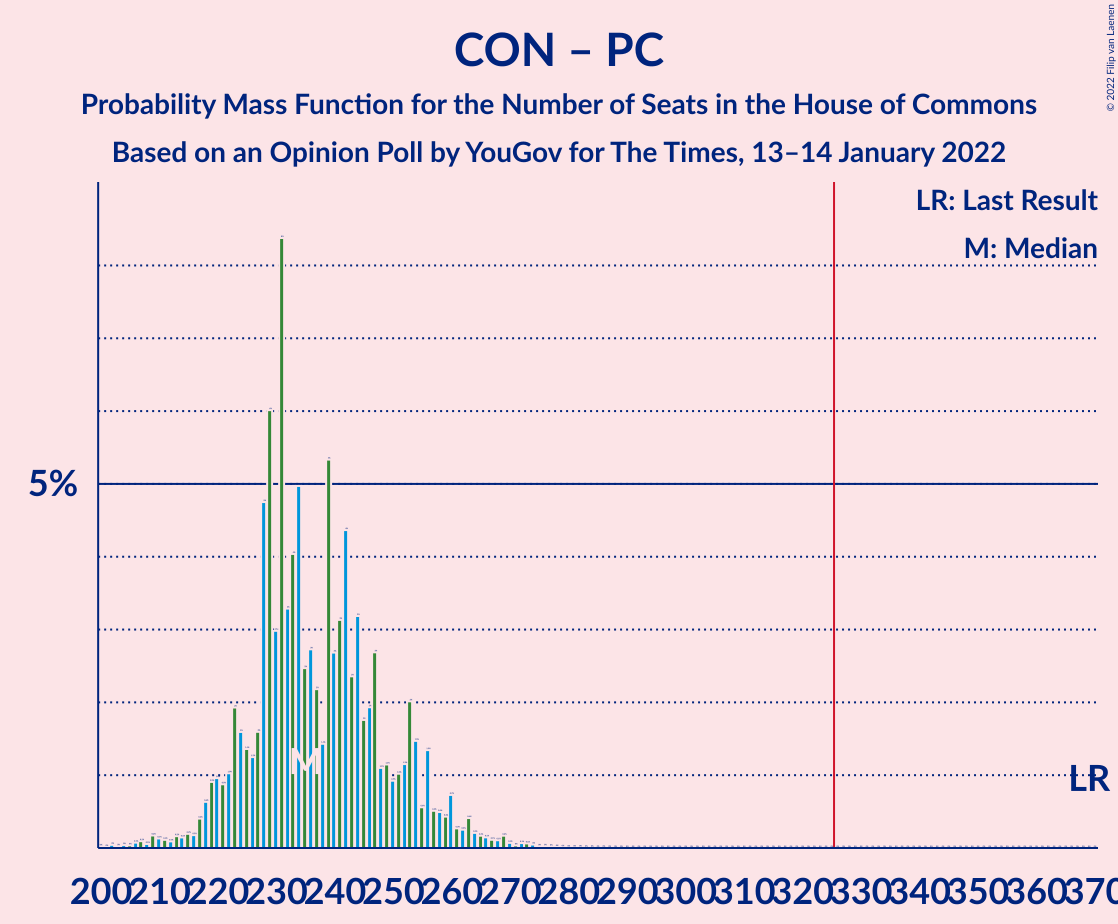 CON – PC
Probability Mass Function for the Number of Seats in the House of Commons
Based on an Opinion Poll by YouGov for The Times, 13–14 January 2022
© 2022 Filip van Laenen
LR: Last Result
M: Median
5%
M
LR
200 210 220 230 240 250 260 270 280 290 300 310 320 330 340 350 360 370